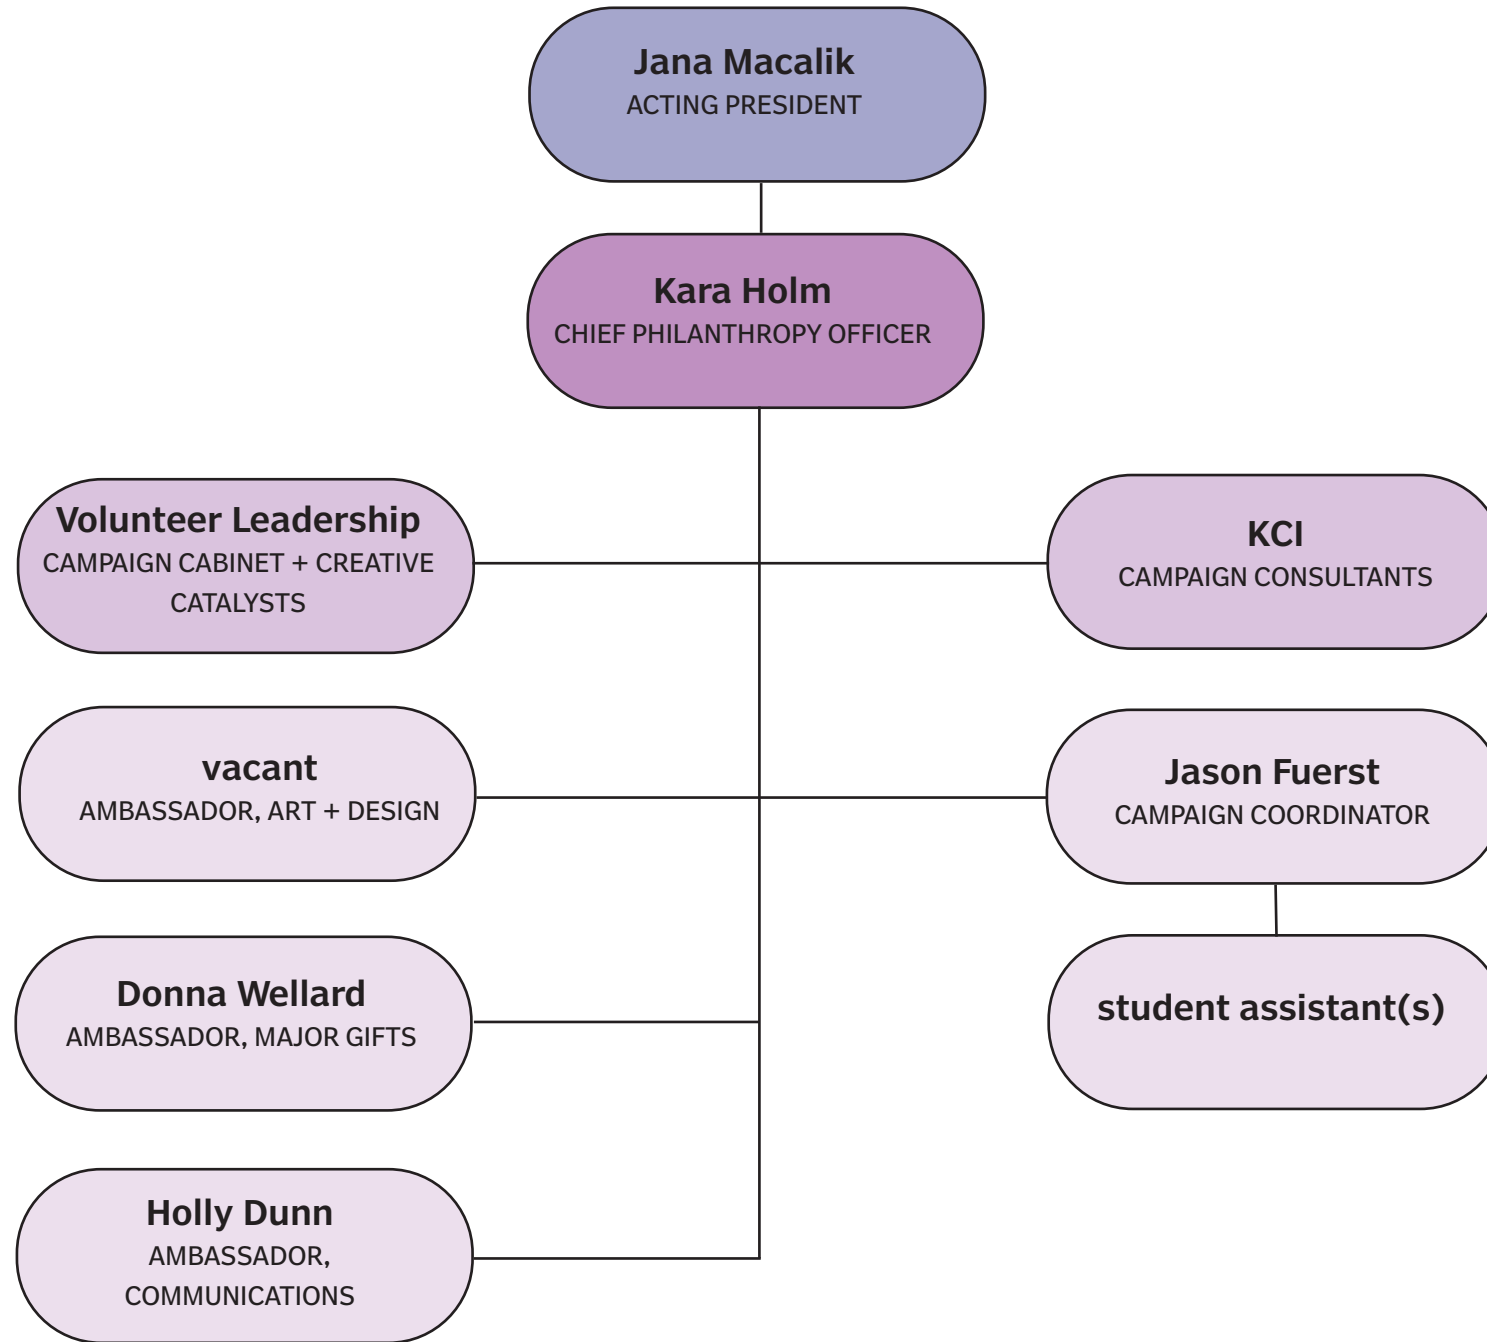 Jana Macalik
ACTING PRESIDENT
Kara Holm
CHIEF PHILANTHROPY OFFICER
Volunteer Leadership
CAMPAIGN CABINET + CREATIVE
CATALYSTS
KCI
CAMPAIGN CONSULTANTS
vacant
AMBASSADOR, ART + DESIGN
Jason Fuerst
CAMPAIGN COORDINATOR
Donna Wellard
AMBASSADOR, MAJOR GIFTS
student assistant(s)
Holly Dunn
AMBASSADOR,
COMMUNICATIONS